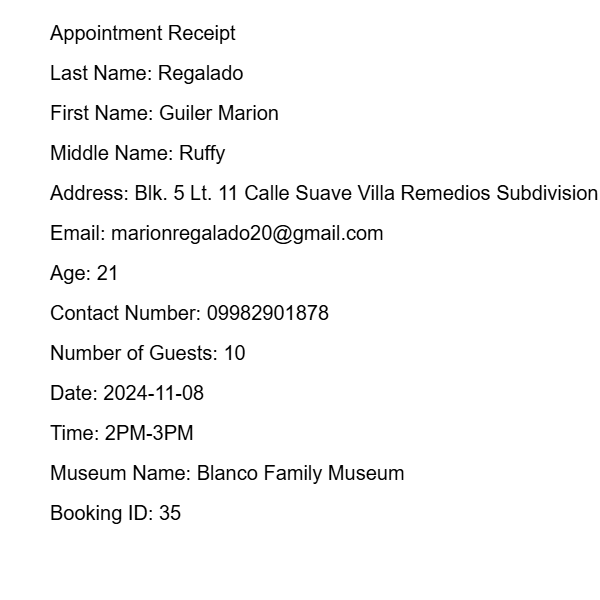 Appointment Receipt
Last Name: Regalado
First Name: Guiler Marion
Middle Name: Ruffy
Address: Blk. 5 Lt. 11 Calle Suave Villa Remedios Subdivision
Email: marionregalado20@gmail.com
Age: 21
Contact Number: 09982901878
Number of Guests: 10
Date: 2024-11-08
Time: 2PM-3PM
Museum Name: Blanco Family Museum
Booking ID: 35